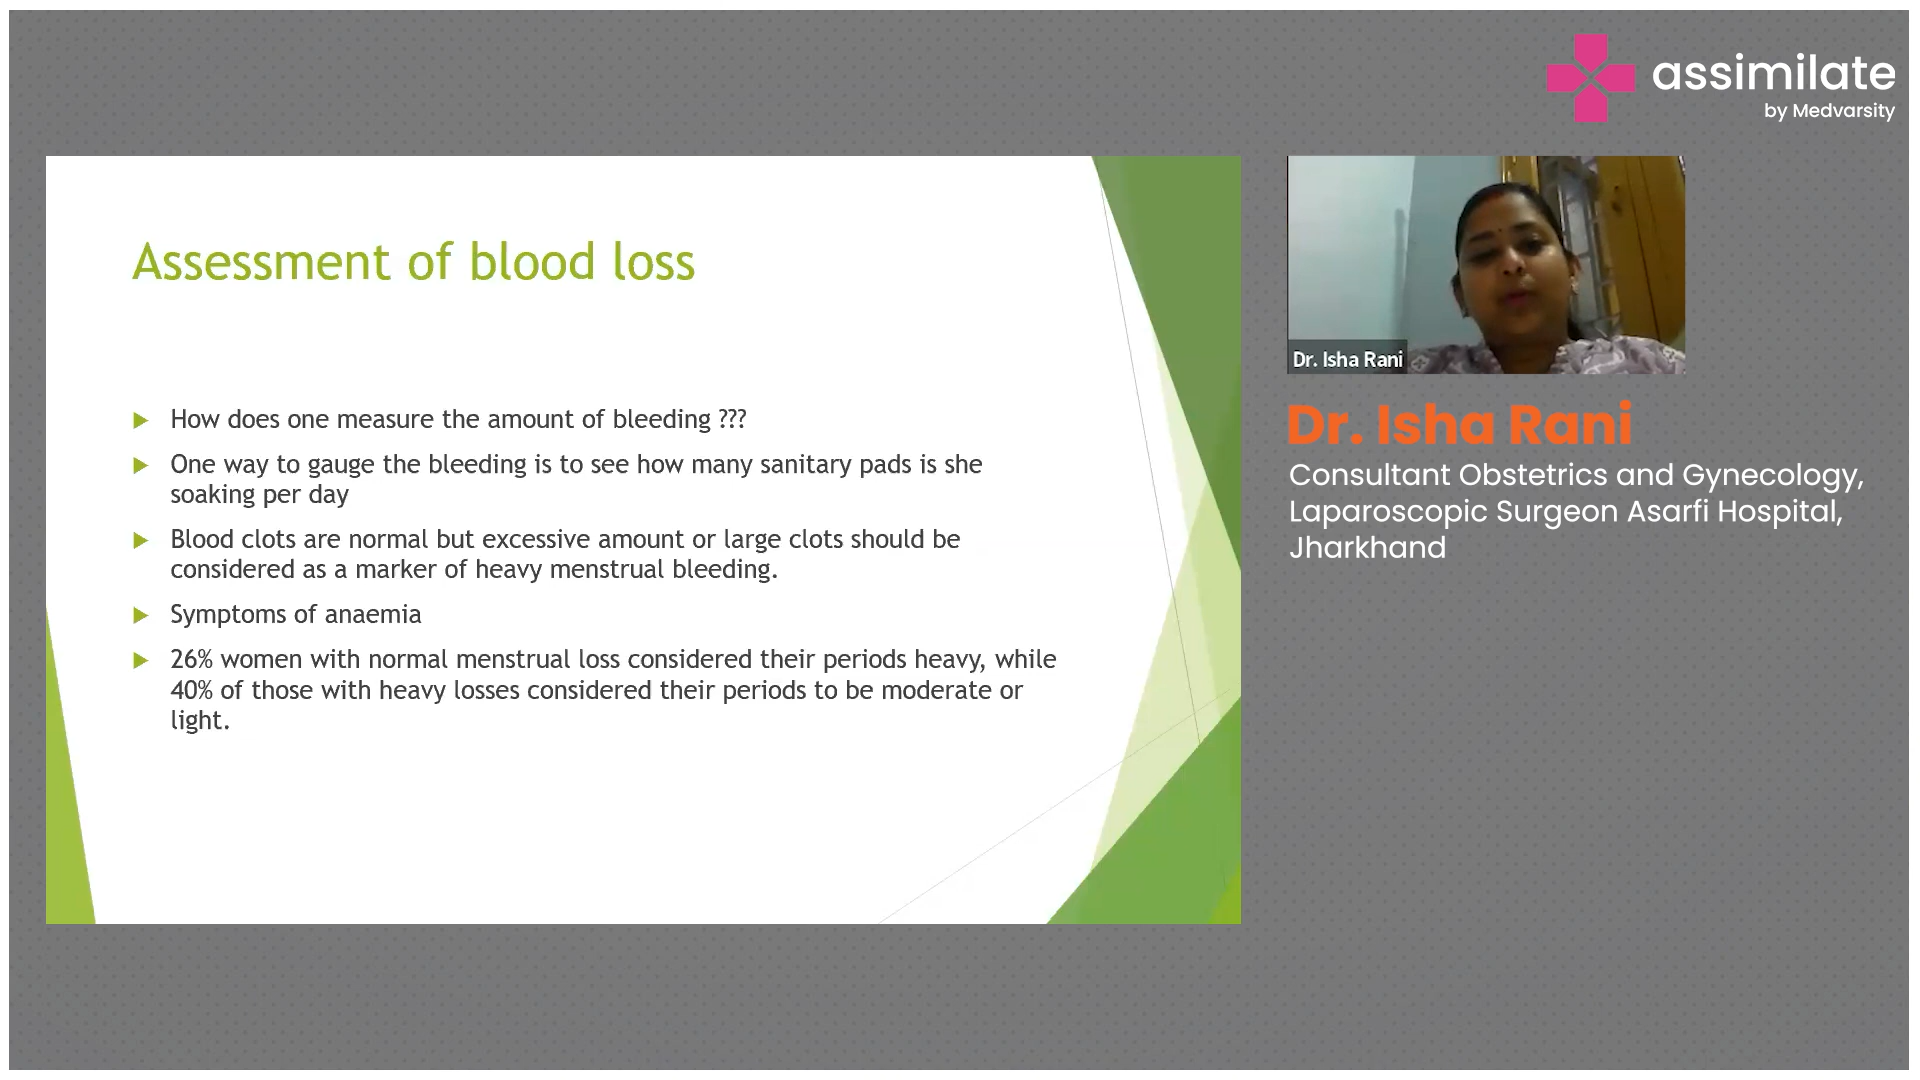 assimilate
by Medvarsity
Assessment of blood loss
How does one measure the amount of bleeding ???
One way to gauge the bleeding is to see how many sanitary pads is she
soaking per day
Blood clots are normal but excessive amount or large clots should be
considered as a marker of heavy menstrual bleeding.
Symptoms of anaemia
26% women with normal menstrual loss considered their periods heavy, while
40% of those with heavy losses considered their periods to be moderate or
light.
Dr. Isha Rani
Dr. Isha Rani
Consultant Obstetrics and Gynecology,
Laparoscopic Surgeon Asarfi Hospital,
Jharkhand